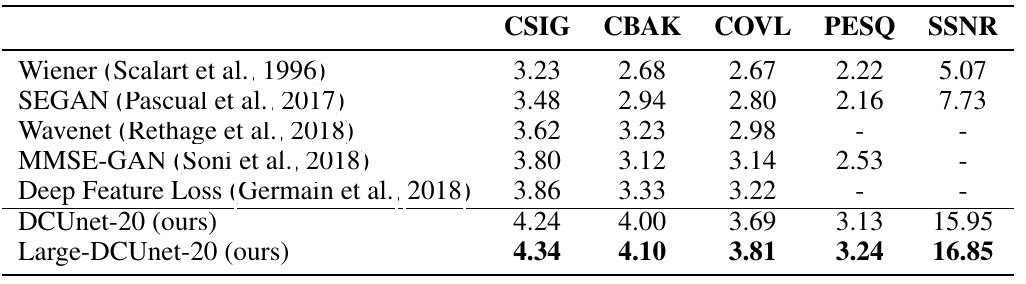 CSIG CBAK COVL PESQ SSNR
Wiener (Scalart et al., 1996) 3.23 2.68 2.67 2.22 5.07
SEGAN (Pascual et al., 2017) 3.48 2.94 2.80 2.16 7.73
Wavenet (Rethage et al., 2018) 3.62 3.23 2.98 - -
MMSE-GAN (Soni et al., 2018) 3.80 3.12 3.14 2.53 -
Deep Feature Loss (Germain et al., 2018) 3.86 3.33 3.22 - -
DCUnet-20 (ours) 4.24 4.00 3.69 3.13 15.95
Large-DCUnet-20 (ours) 4.34 4.10 3.81 3.24 16.85